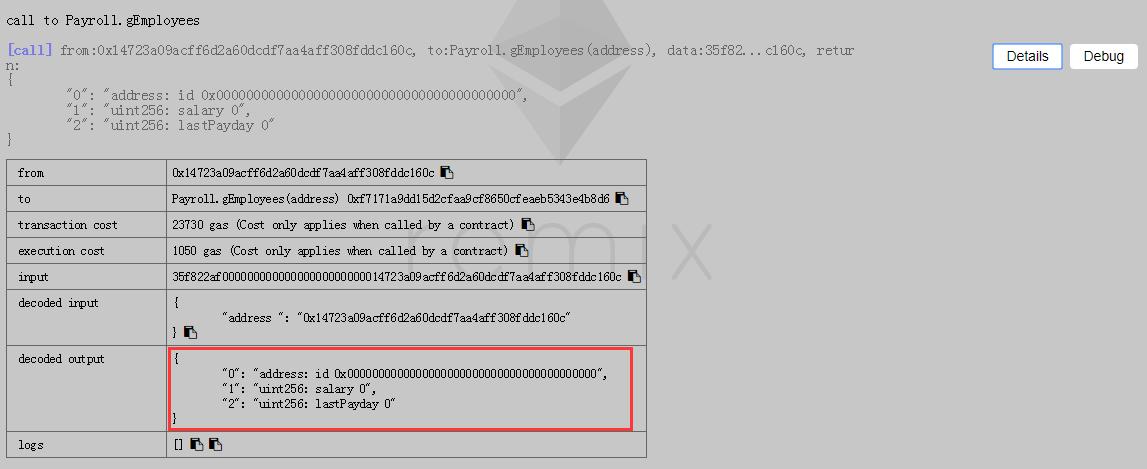 call to Payroll.gEmployees
[call] from:0x14723a09acff6d2a60dcdf7aa4aff308fddc160c, to:Payroll.gEmployees(address), data:35f82...c160c, retur
n:
{
"0": "address: id 0x0000000000000000000000000000000000000000",
"1": "uint256: salary 0",
"2": "uint256: lastPayday 0"
}
Details
Debug
from 0x14723a09acff6d2a60dcdf7aa4aff308fddc160c
to Payroll.gEmployees(address) 0xf7171a9dd15d2cfaa9cf8650cfeaeb5343e4b8d6
transaction cost 23730 gas (Cost only applies when called by a contract)
execution cost 1050 gas (Cost only applies when called by a contract)
input 35f822af00000000000000000000000014723a09acff6d2a60dcdf7aa4aff308fddc160c
decoded input {
"address ": "0x14723a09acff6d2a60dcdf7aa4aff308fddc160c"
}
decoded output {
"0": "address: id 0x0000000000000000000000000000000000000000",
"1": "uint256: salary 0",
"2": "uint256: lastPayday 0"
}
logs []
remix